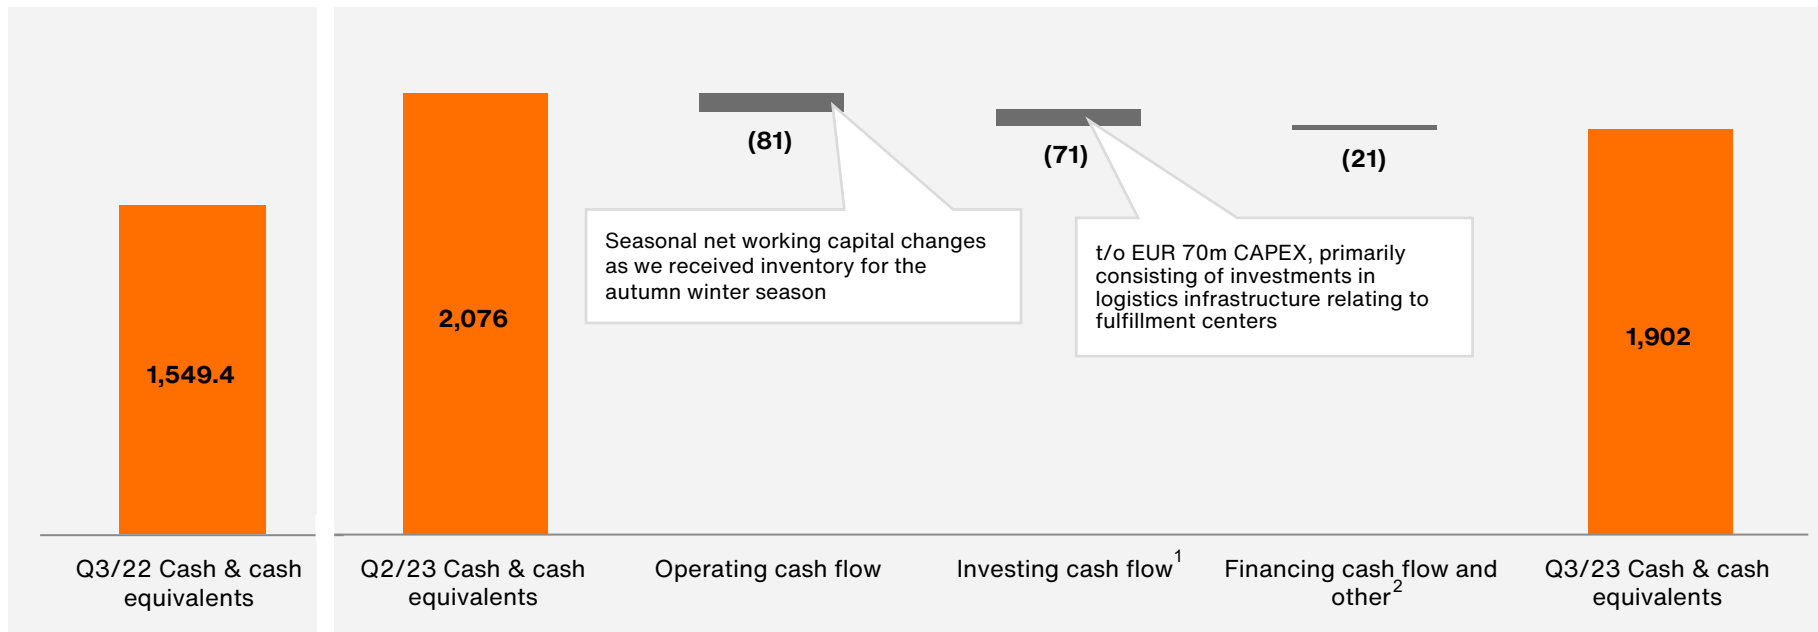 1,549.4
Q3/22 Cash & cash
equivalents
2,076
Q2/23 Cash & cash
equivalents
(81)
Seasonal net working capital changes
as we received inventory for the
autumn winter season
Operating cash flow
(71)
t/o EUR 70m CAPEX, primarily
consisting of investments in
logistics infrastructure relating to
fulfillment centers
Investing cash flow1
(21)
Financing cash flow and
other2
1,902
Q3/23 Cash & cash
equivalents